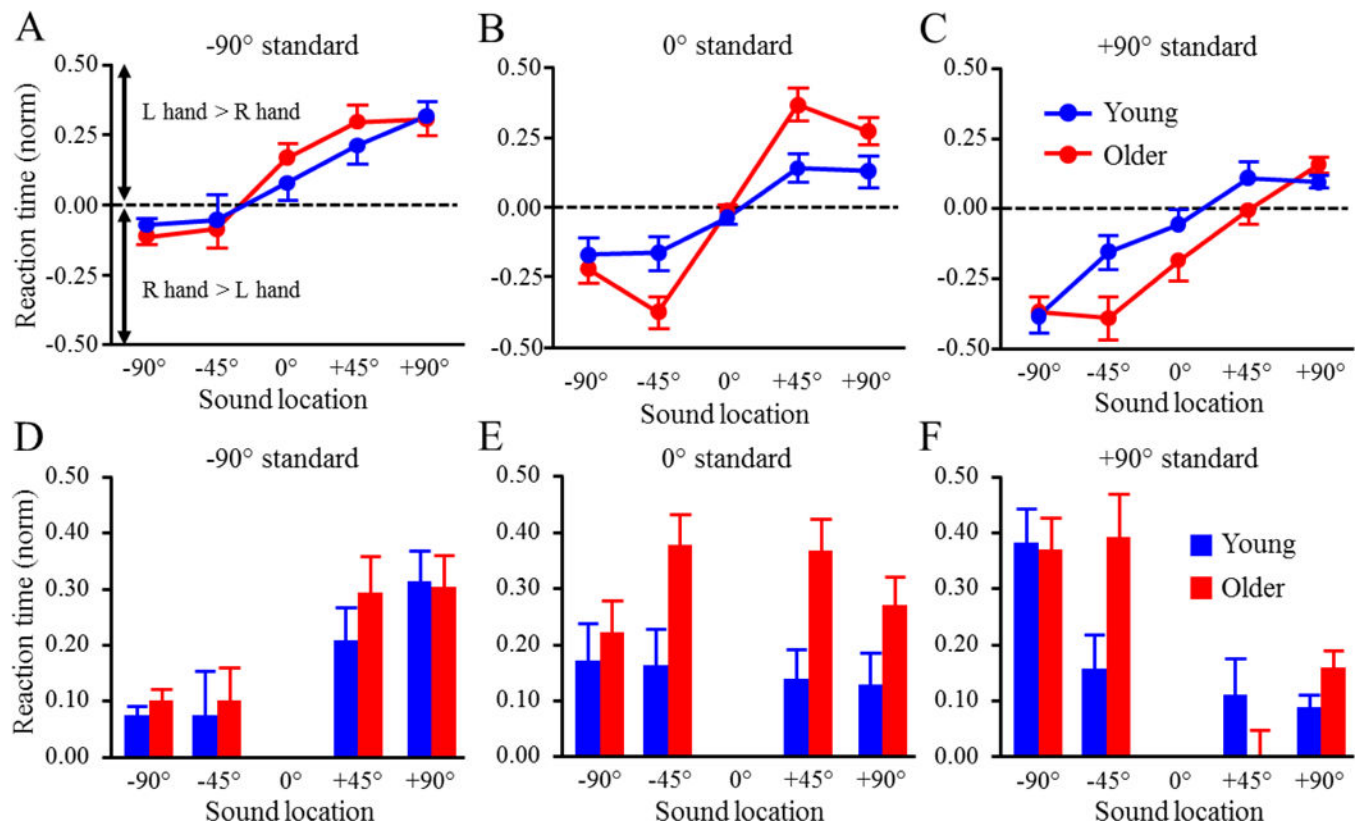 A
-90° standard
Reaction time (norm)
0.50
0.25
0.00
-0.25
-0.50
L hand > R hand
R hand > L hand
-90° -45° 0° +45° +90°
Sound location
B
0° standard
0.50
0.25
0.00
-0.25
-0.50
-90° -45° 0° +45° +90°
Sound location
C
+90° standard
0.50
0.25
0.00
-0.25
-0.50
Young
Older
-90° -45° 0° +45° +90°
Sound location
D
-90° standard
Reaction time (norm)
0.50
0.40
0.30
0.20
0.10
0.00
-90° -45° 0° +45° +90°
Sound location
E
0° standard
0.50
0.40
0.30
0.20
0.10
0.00
-90° -45° 0° +45° +90°
Sound location
F
+90° standard
0.50
0.40
0.30
0.20
0.10
0.00
Young
Older
-90° -45° 0° +45° +90°
Sound location